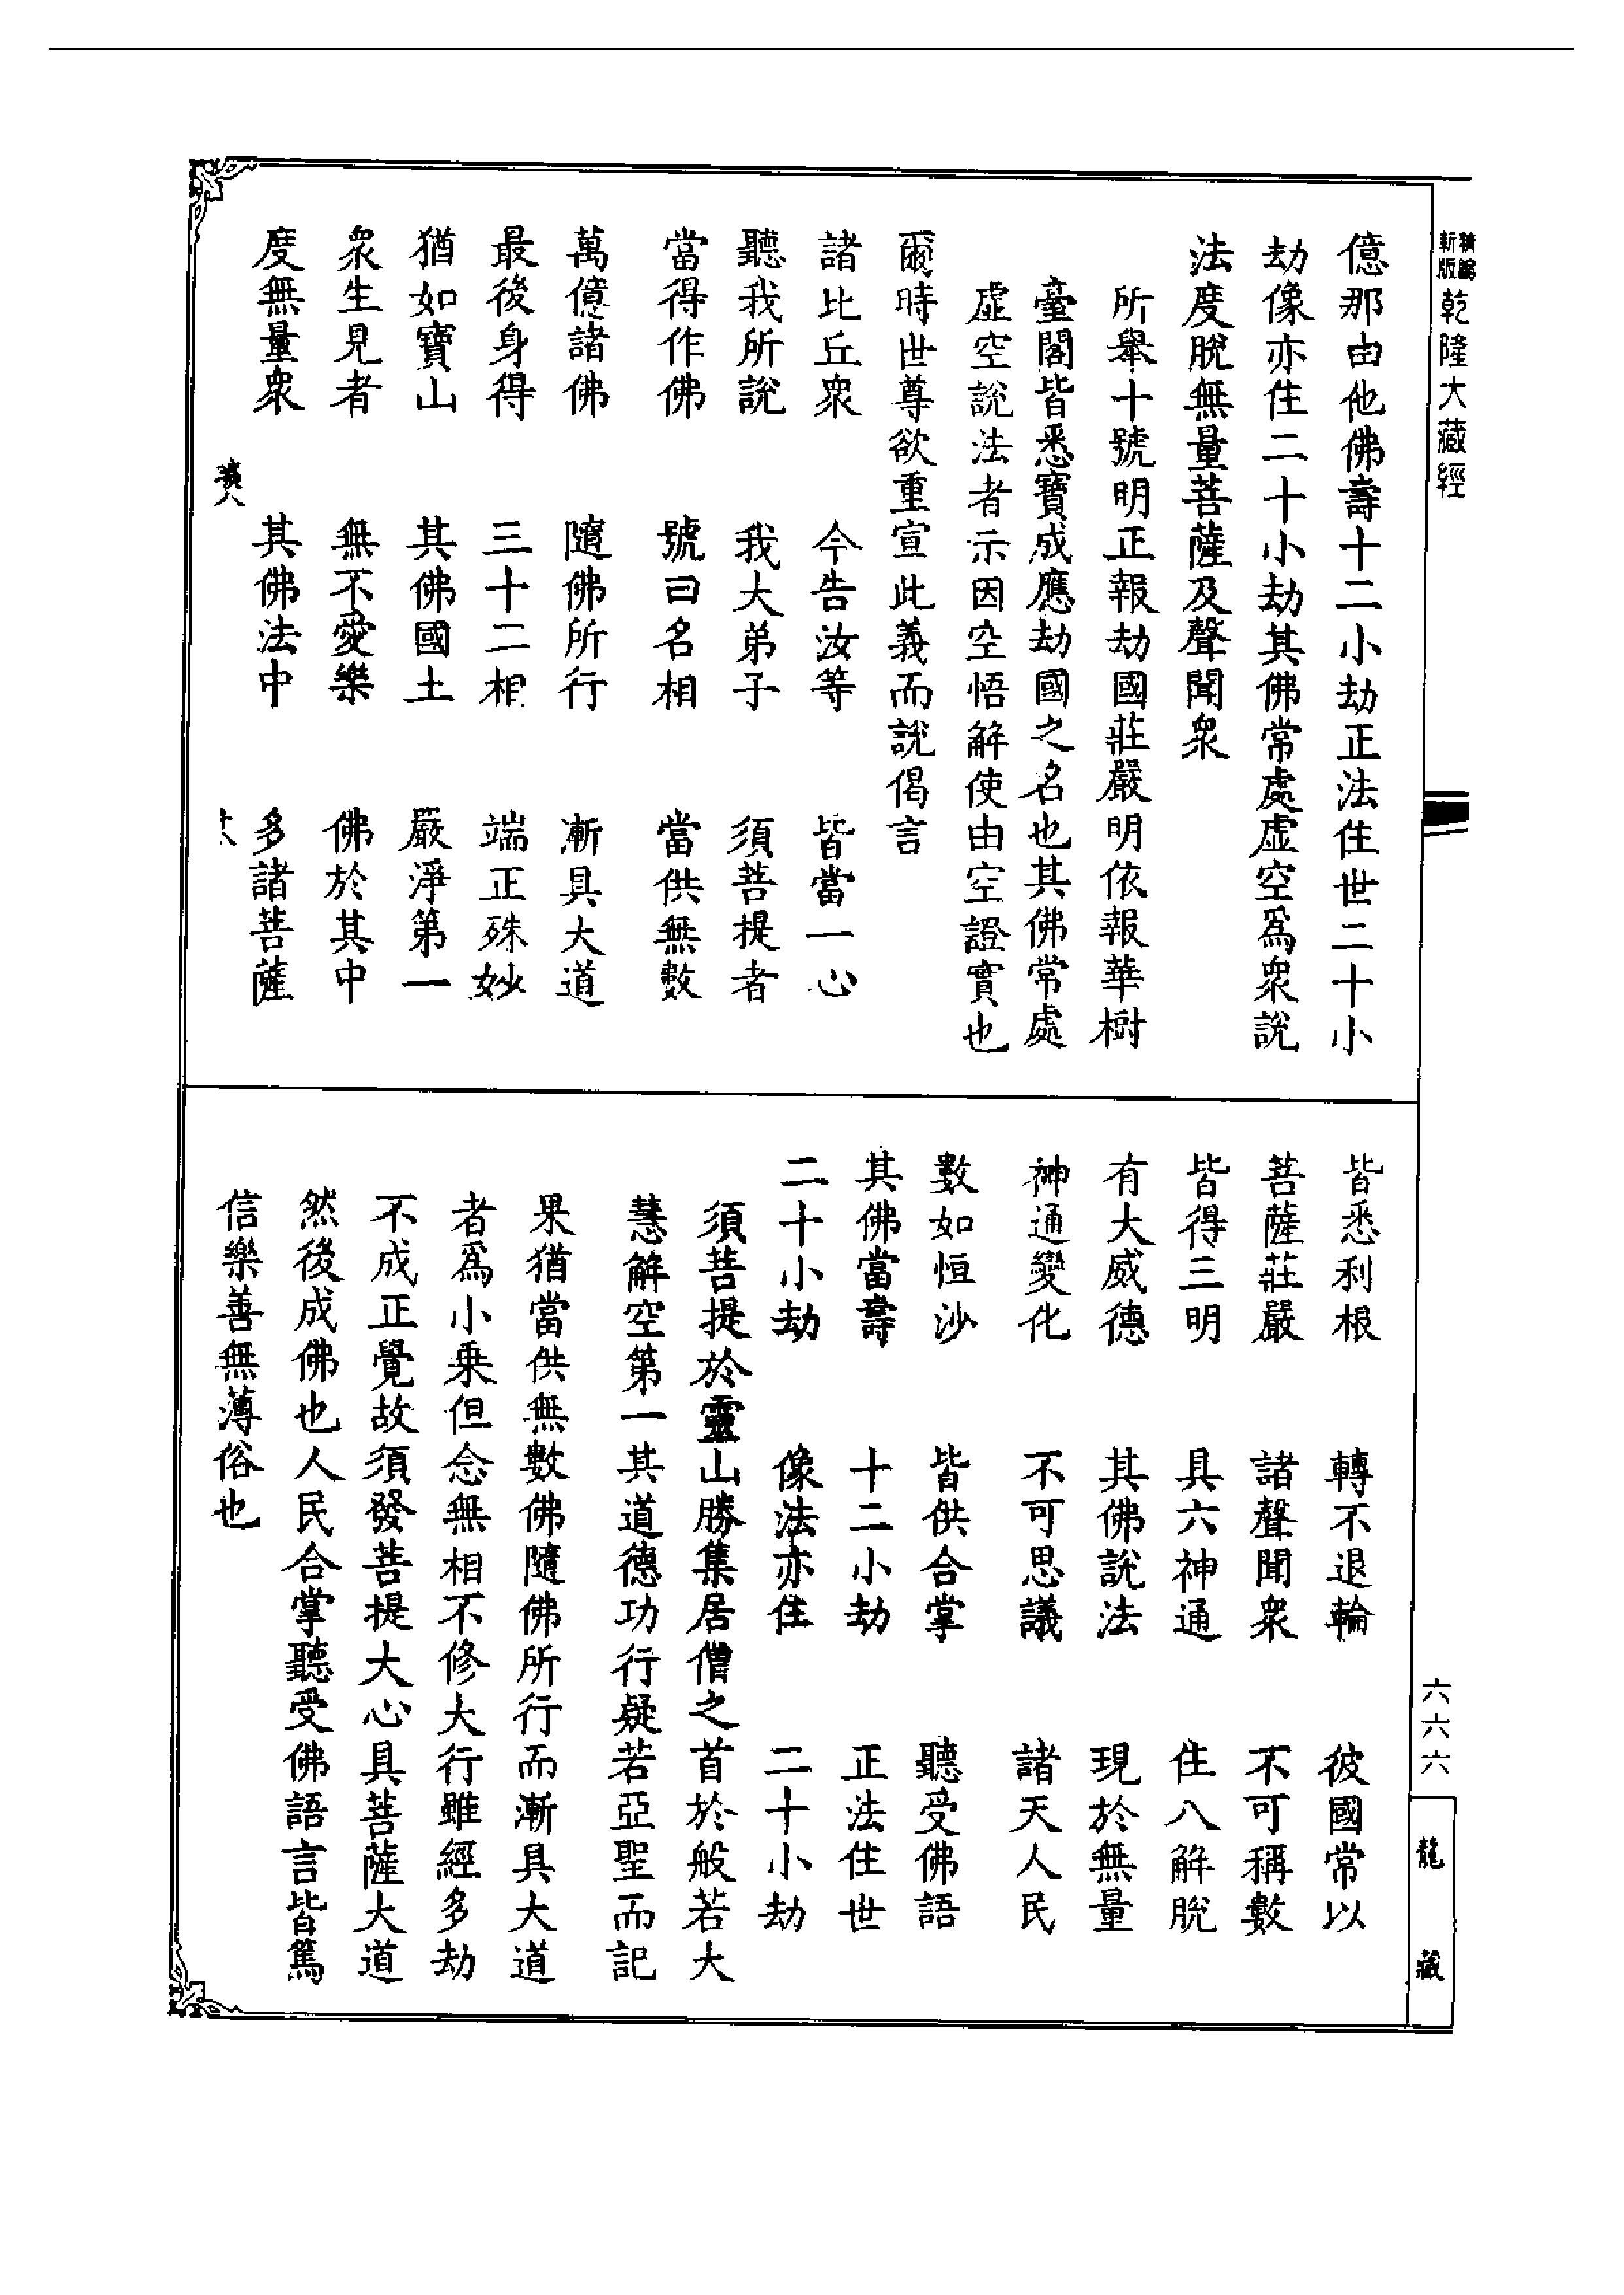 新編
新版
乾隆大藏經
億那由他佛壽十二小劫正法住世二十小
劫像亦住二十小劫其佛常處虛空爲衆說
法度脫無量菩薩及聲聞衆
所舉十號明正報劫國莊嚴明依報華樹
臺閣皆悉寶成應劫國之名也其佛常處
虛空說法者示因空悟解使由空證實也
爾時世尊欲重宣此義而說偈言
諸比丘衆 今告汝等 皆當一心
聽我所說 我大弟子 須菩提者
當得作佛 號曰名相 當供無數
萬億諸佛 隨佛所行 漸具大道
最後身得 三十二相 端正殊妙
猶如寶山 其佛國土 嚴淨第一
衆生見者 無不愛樂 佛於其中
度無量衆 其佛法中 多諸菩薩
皆悉利根 轉不退輪 彼國常以
菩薩莊嚴 諸聲聞衆 不可稱數
皆得三明 具六神通 住八解脫
有大威德 其佛說法 現於無量
神通變化 不可思議 諸天人民
數如恒沙 皆供合掌 聽受佛語
其佛當壽 十二小劫 正法住世
二十小劫 像法亦住 二十小劫
須菩提於靈山勝集居僧之首於般若大
慧解空第一其道德功行疑若亞聖而記
果猶當供無數佛隨佛所行而漸具大道
者爲小乘但念無相不修大行雖經多劫
不成正覺故須發菩提大心具菩薩大道
然後成佛也人民合掌聽受佛語言皆篤
信樂善無薄俗也
六六六
龍藏